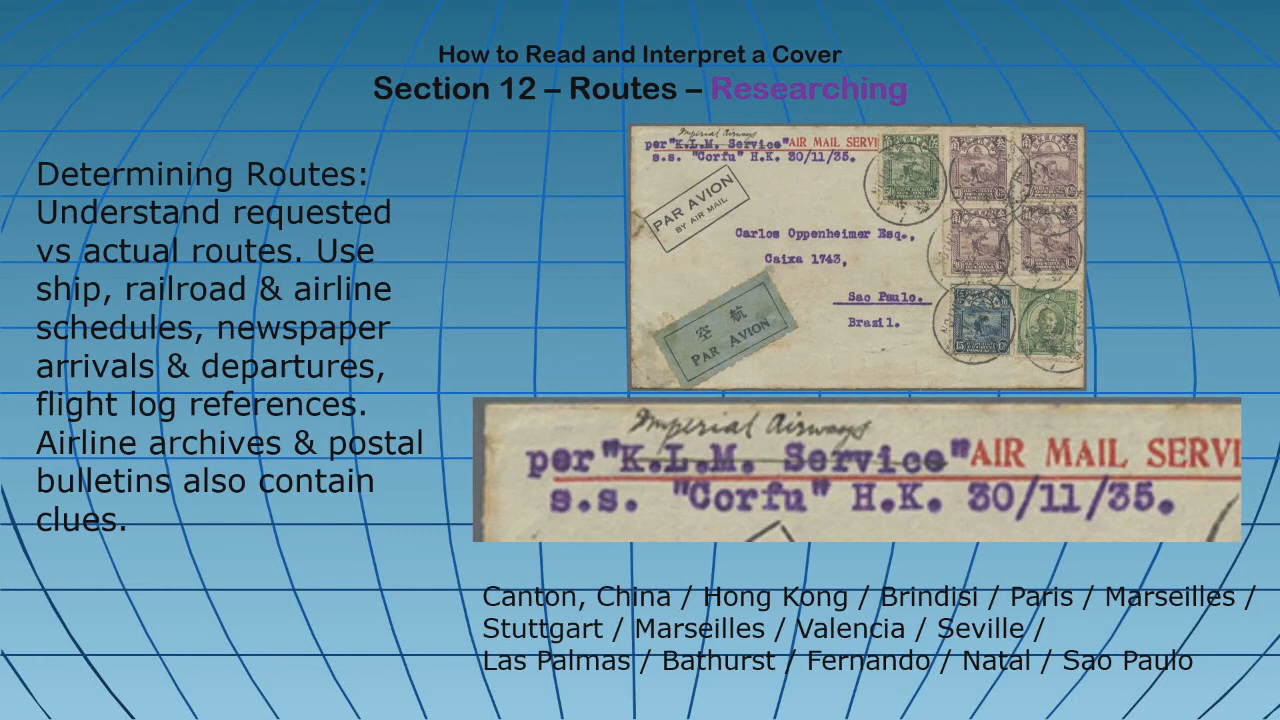 How to Read and Interpret a Cover
Section 12 – Routes – Researching
Determining Routes:
Understand requested
vs actual routes. Use
ship, railroad & airline
schedules, newspaper
arrivals & departures,
flight log references.
Airline archives & postal
bulletins also contain
clues.
Imperial Airways
per "K.L.M. Service" AIR MAIL SERVI
s.s. "Corfu" H.K. 30/11/35.
PAR AVION
BY AIR MAIL
Carlos Oppenheimer Esq.,
Caixa 1743,
Sao Paulo.
Brazil.
空 航
PAR AVION
15
Imperial Airways
per "K.L.M. Service" AIR MAIL SERVI
s.s. "Corfu" H.K. 30/11/35.
Canton, China / Hong Kong / Brindisi / Paris / Marseilles /
Stuttgart / Marseilles / Valencia / Seville /
Las Palmas / Bathurst / Fernando / Natal / Sao Paulo